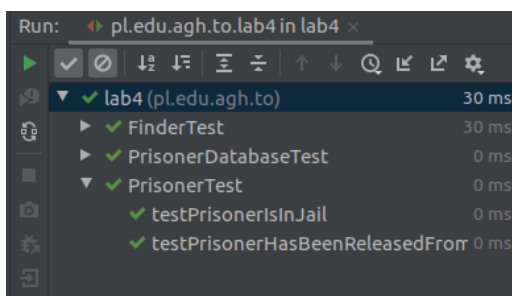 Run: pl.edu.agh.to.lab4 in lab4 ×
lab4 (pl.edu.agh.to) 30 ms
FinderTest 30 ms
PrisonerDatabaseTest 0 ms
PrisonerTest 0 ms
testPrisonerIsInJail 0 ms
testPrisonerHasBeenReleasedFrom 0 ms